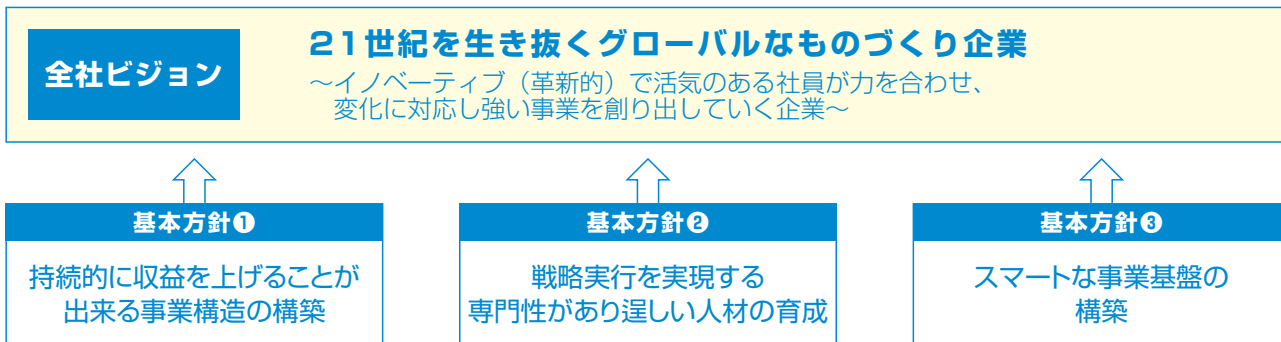 全社ビジョン
21世紀を生き抜くグローバルなものづくり企業
～イノベーティブ（革新的）で活気のある社員が力を合わせ、
変化に対応し強い事業を創り出していく企業～
基本方針❶
持続的に収益を上げることが
出来る事業構造の構築
基本方針❷
戦略実行を実現する
専門性があり逞しい人材の育成
基本方針❸
スマートな事業基盤の
構築